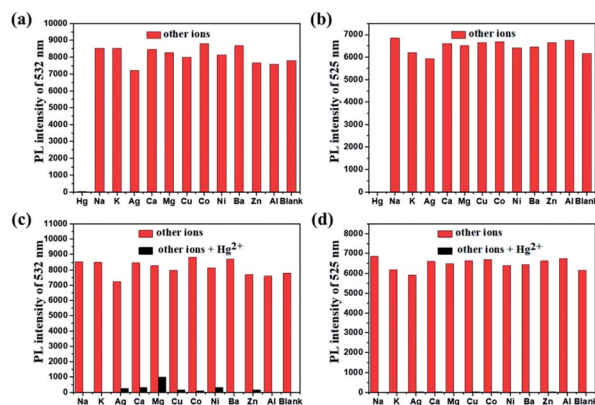 (a)
other ions
PL intensity of 532 nm
10000
9000
8000
7000
6000
5000
4000
3000
2000
1000
0
Hg Na K Ag Ca Mg Cu Co Ni Ba Zn Al Blank
(b)
other ions
PL intensity of 525 nm
7000
6000
5000
4000
3000
2000
1000
0
Hg Na K Ag Ca Mg Cu Co Ni Ba Zn Al Blank
(c)
other ions
other ions + Hg2+
PL intensity of 532 nm
11000
10000
9000
8000
7000
6000
5000
4000
3000
2000
1000
0
Na K Ag Ca Mg Cu Co Ni Ba Zn Al Blank
(d)
other ions
other ions + Hg2+
PL intensity of 525 nm
8000
7000
6000
5000
4000
3000
2000
1000
0
Na K Ag Ca Mg Cu Co Ni Ba Zn Al Blank